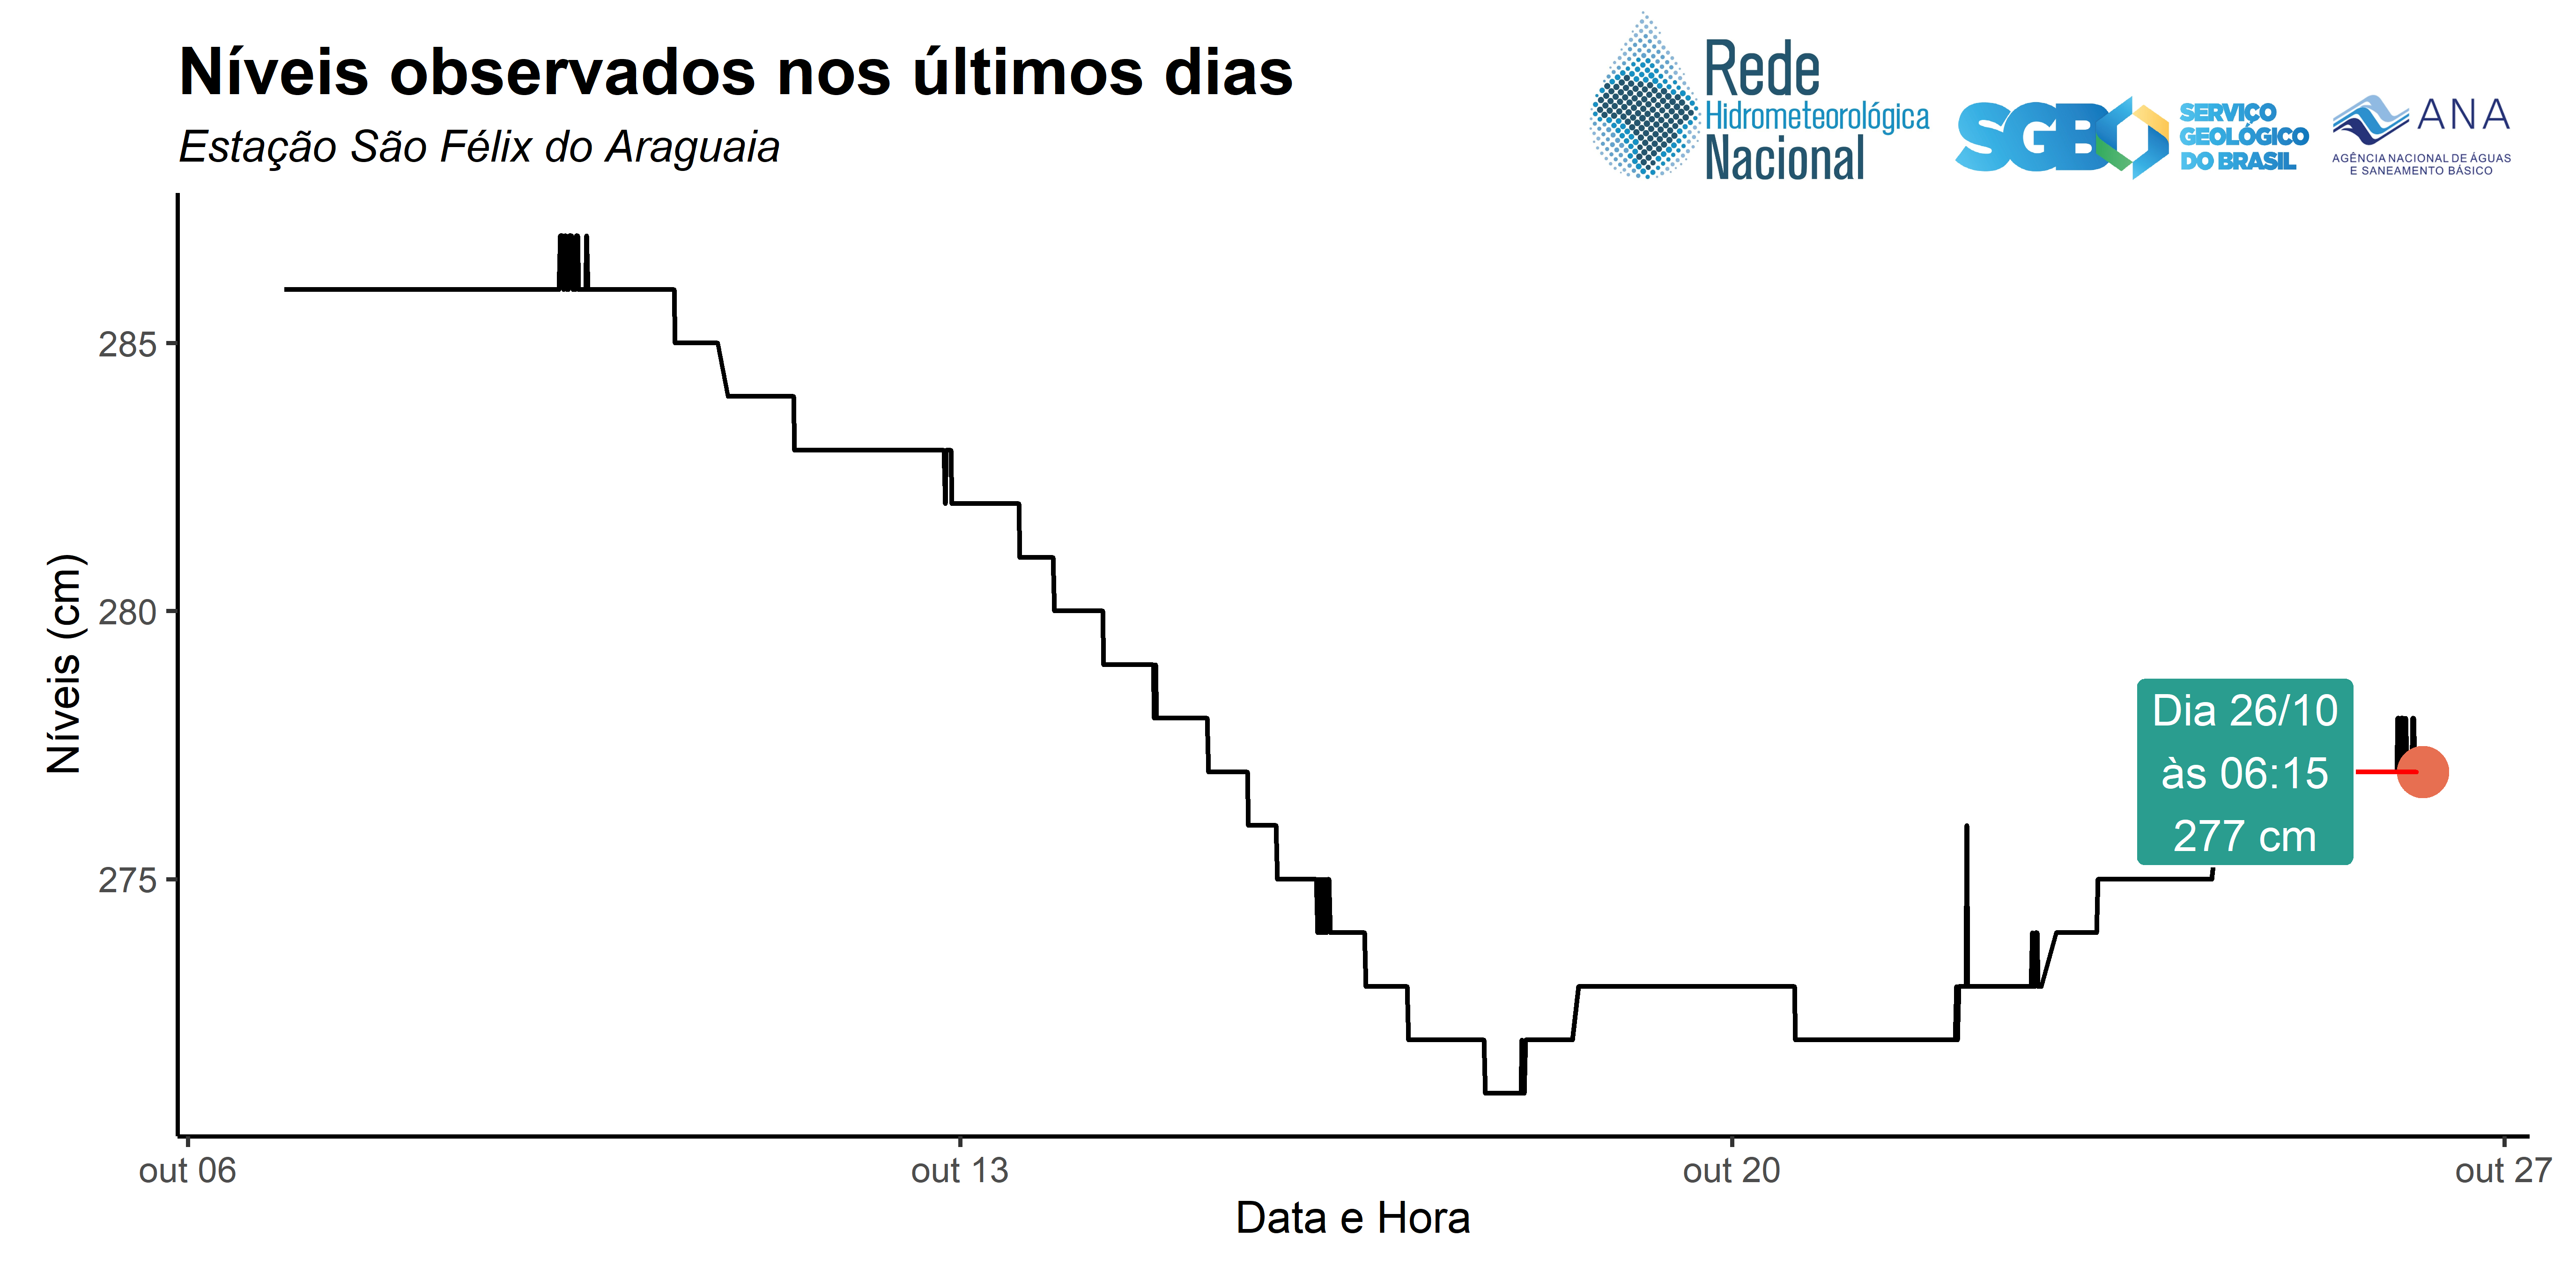 Níveis observados nos últimos dias
Estação São Félix do Araguaia
Rede
Hidrometeorológica
Nacional
SGB
SERVIÇO
GEOLÓGICO
DO BRASIL
ANA
AGÊNCIA NACIONAL DE ÁGUAS
E SANEAMENTO BÁSICO
Níveis (cm)
285
280
275
Dia 26/10
às 06:15
277 cm
out 06
out 13
out 20
out 27
Data e Hora